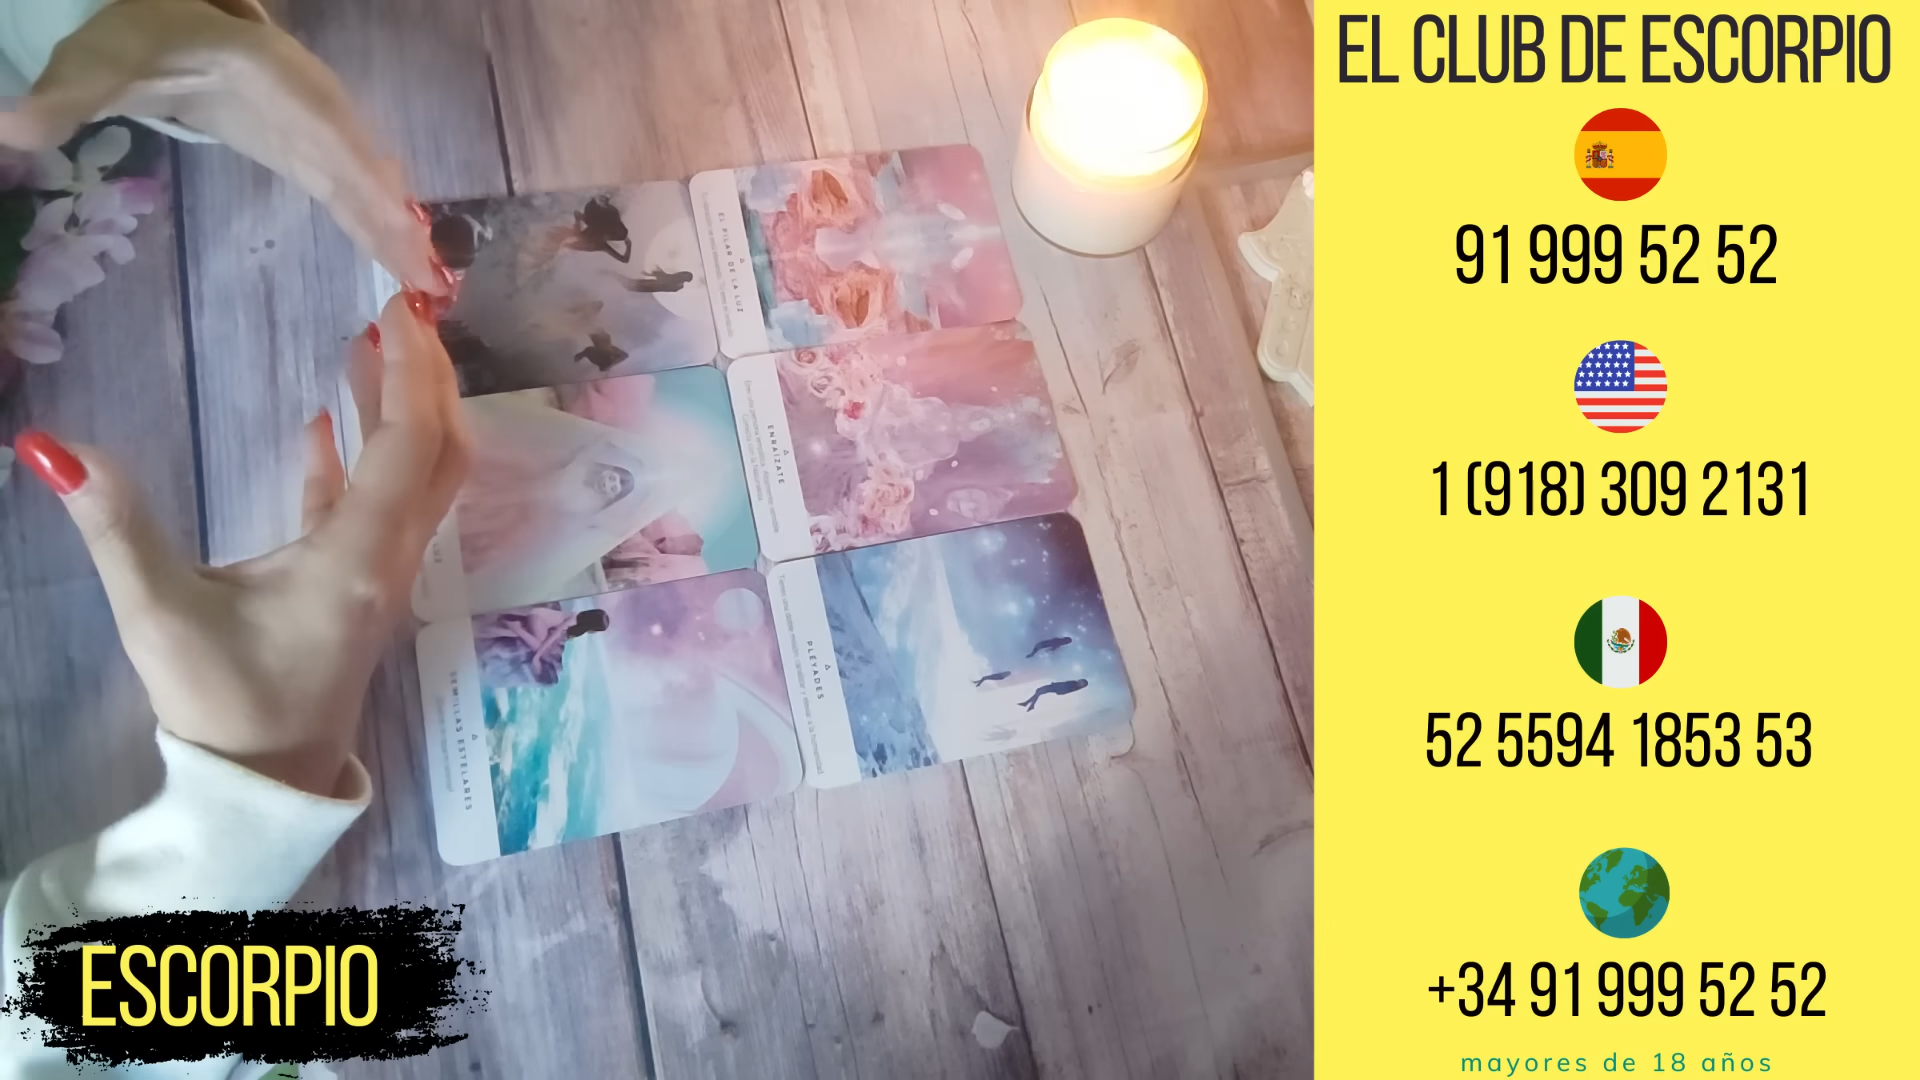 EL CLUB DE ESCORPIO
91 999 52 52
1 (918) 309 2131
52 5594 1853 53
+34 91 999 52 52
mayores de 18 años
ESCORPIO
EL PILAR DE LA LUZ
ENRAÍZATE
PLÉYADES
SEMILLAS ESTELARES